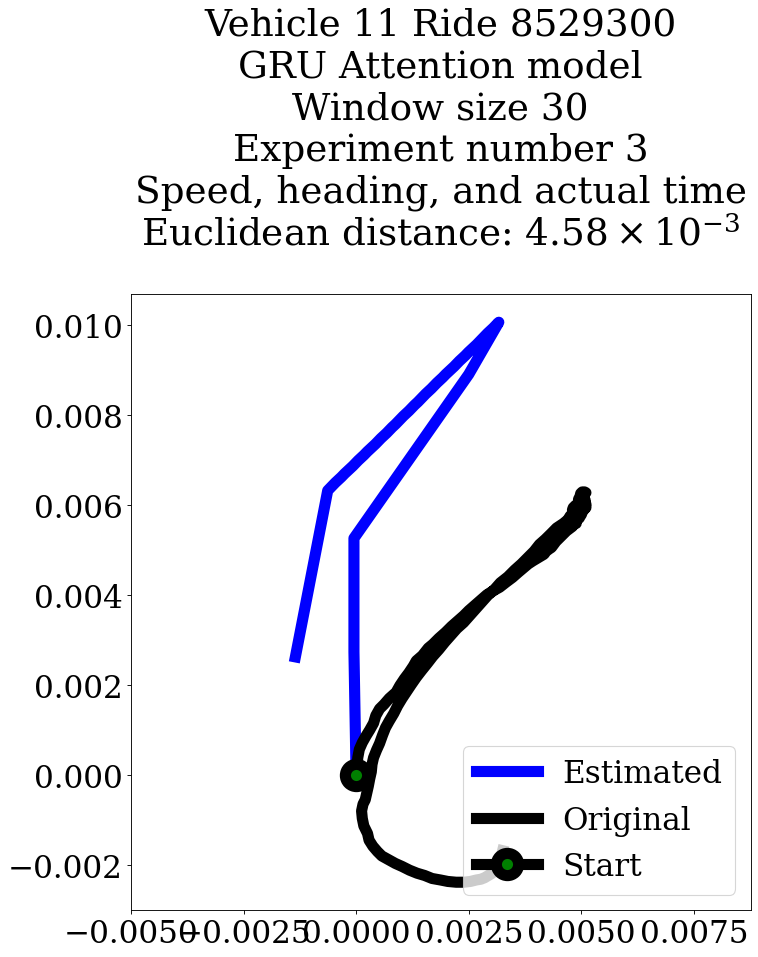 Vehicle 11 Ride 8529300
GRU Attention model
Window size 30
Experiment number 3
Speed, heading, and actual time
Euclidean distance: 4.58 × 10⁻³
0.010
0.008
0.006
0.004
0.002
0.000
−0.002
Estimated
Original
Start
−0.0050 −0.0025 0.0000 0.0025 0.0050 0.0075